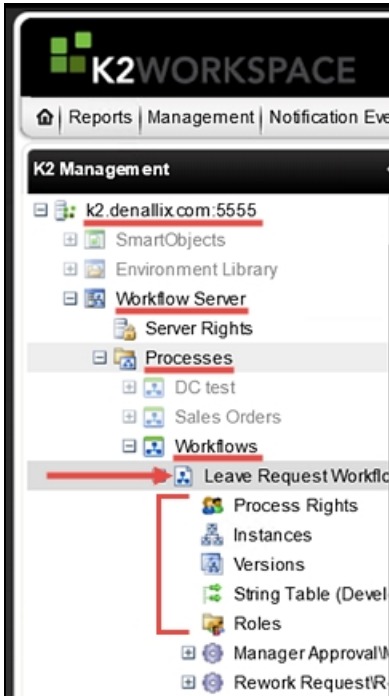 K2WORKSPACE
Reports | Management | Notification Eve
K2 Management
k2.denallix.com:5555
SmartObjects
Environment Library
Workflow Server
Server Rights
Processes
DC test
Sales Orders
Workflows
Leave Request Workflo
Process Rights
Instances
Versions
String Table (Devel
Roles
Manager Approval\M
Rework Request\R